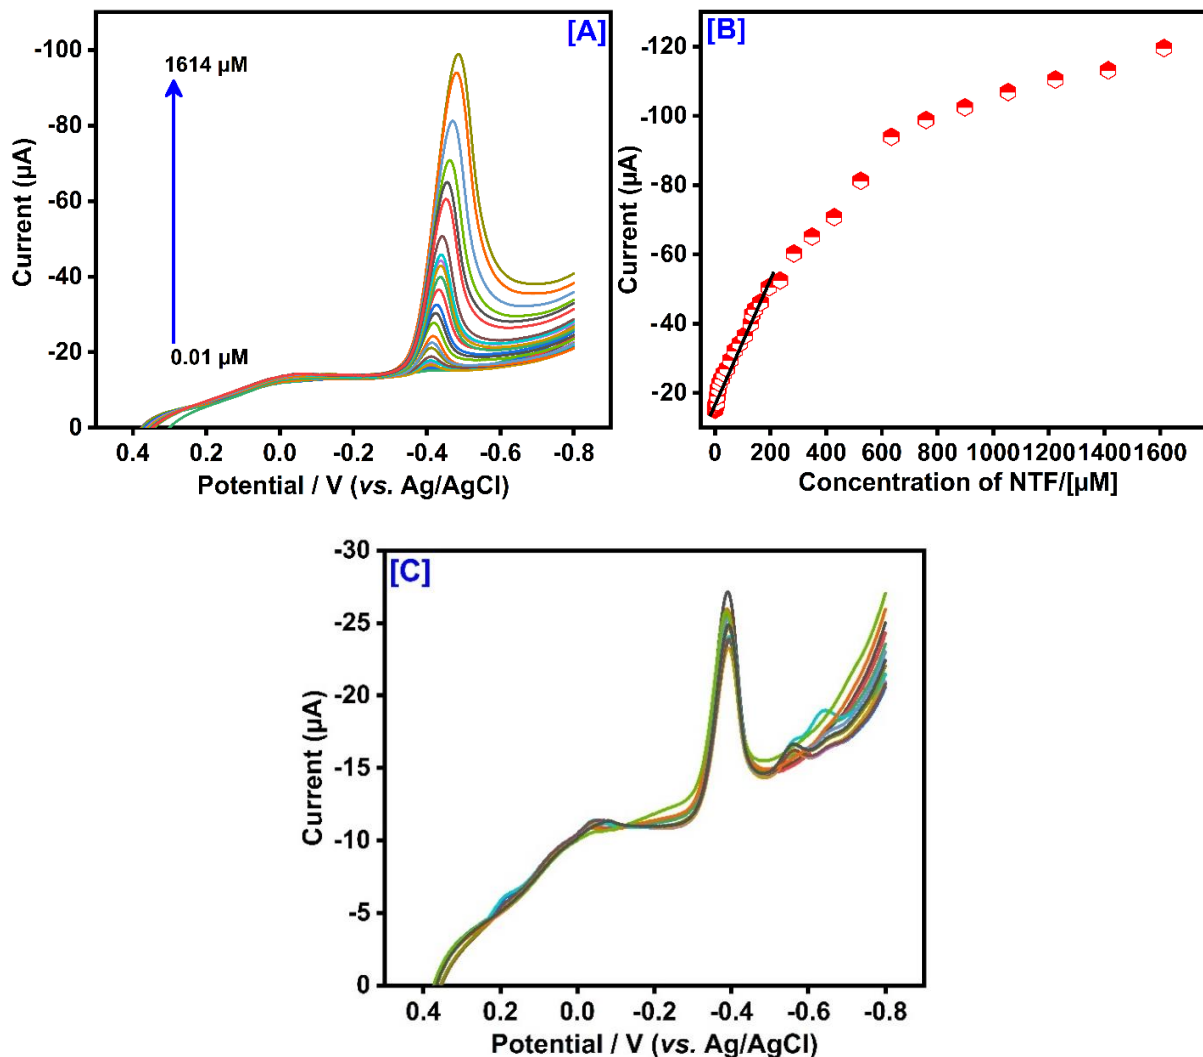 [A]
-100
-80
-60
-40
-20
0
Current (µA)
1614 µM
0.01 µM
0.4 0.2 0.0 -0.2 -0.4 -0.6 -0.8
Potential / V (vs. Ag/AgCl)
[B]
-120
-100
-80
-60
-40
-20
Current (µA)
0 200 400 600 800 1000 1200 1400 1600
Concentration of NTF/[µM]
[C]
-30
-25
-20
-15
-10
-5
0
Current (µA)
0.4 0.2 0.0 -0.2 -0.4 -0.6 -0.8
Potential / V (vs. Ag/AgCl)